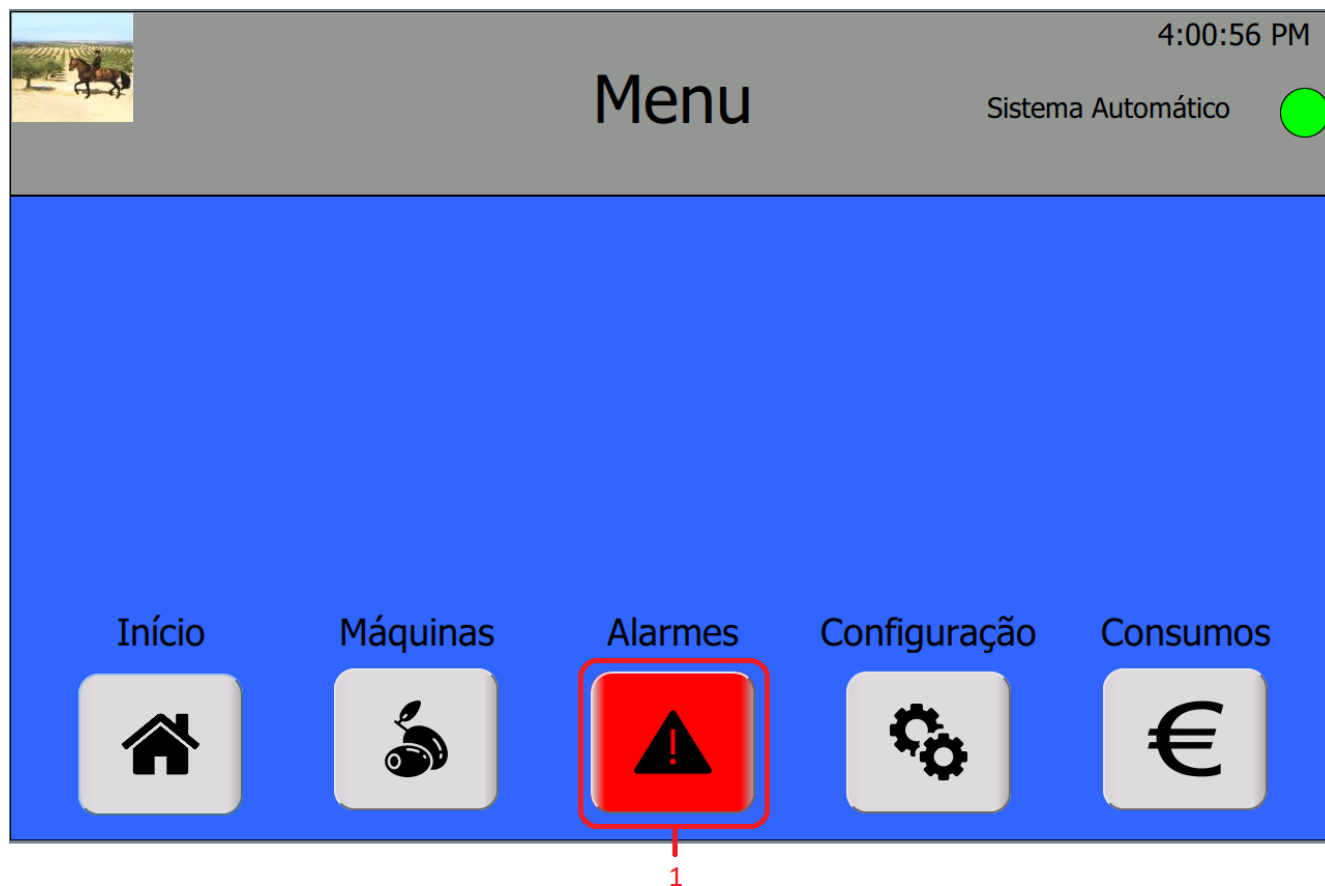 4:00:56 PM
Menu
Sistema Automático
Início Máquinas Alarmes Configuração Consumos
€
1